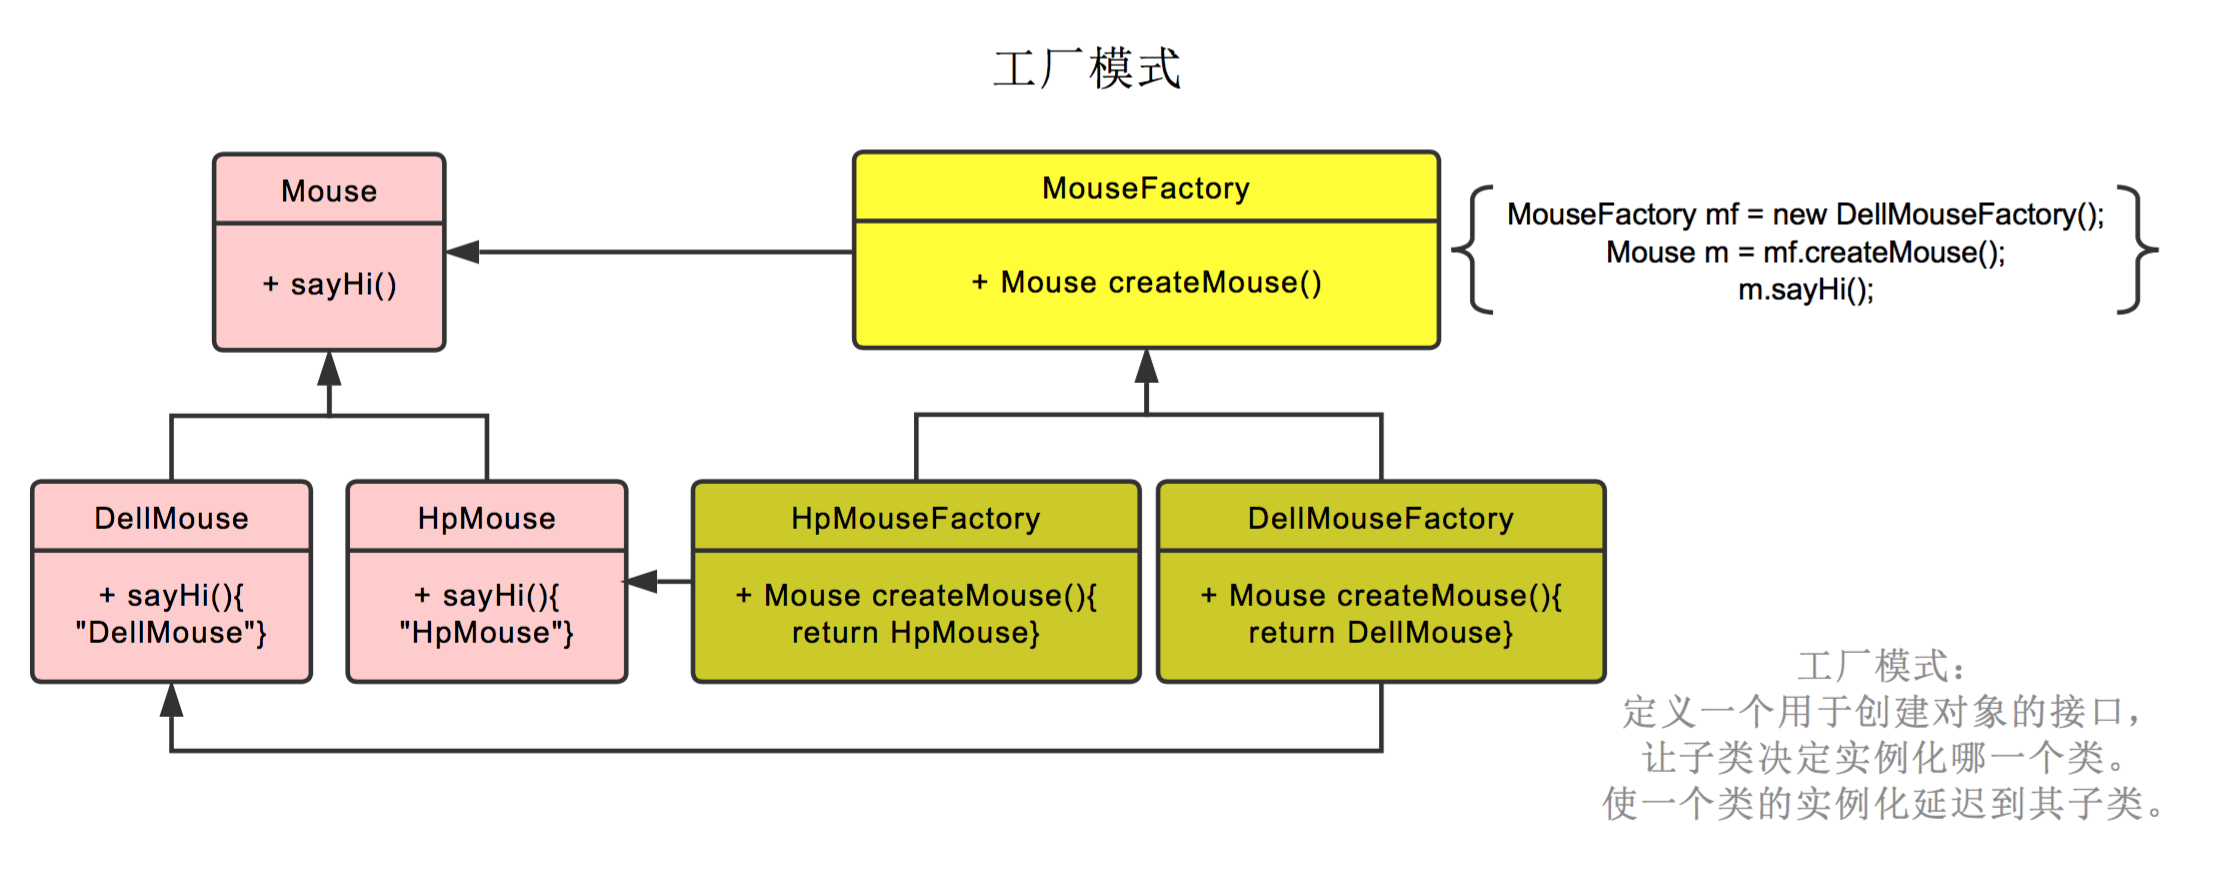 工厂模式
Mouse
+ sayHi()
MouseFactory
+ Mouse createMouse()
MouseFactory mf = new DellMouseFactory();
Mouse m = mf.createMouse();
m.sayHi();
DellMouse
+ sayHi(){
"DellMouse"}
HpMouse
+ sayHi(){
"HpMouse"}
HpMouseFactory
+ Mouse createMouse(){
return HpMouse}
DellMouseFactory
+ Mouse createMouse(){
return DellMouse}
工厂模式：
定义一个用于创建对象的接口，
让子类决定实例化哪一个类。
使一个类的实例化延迟到其子类。